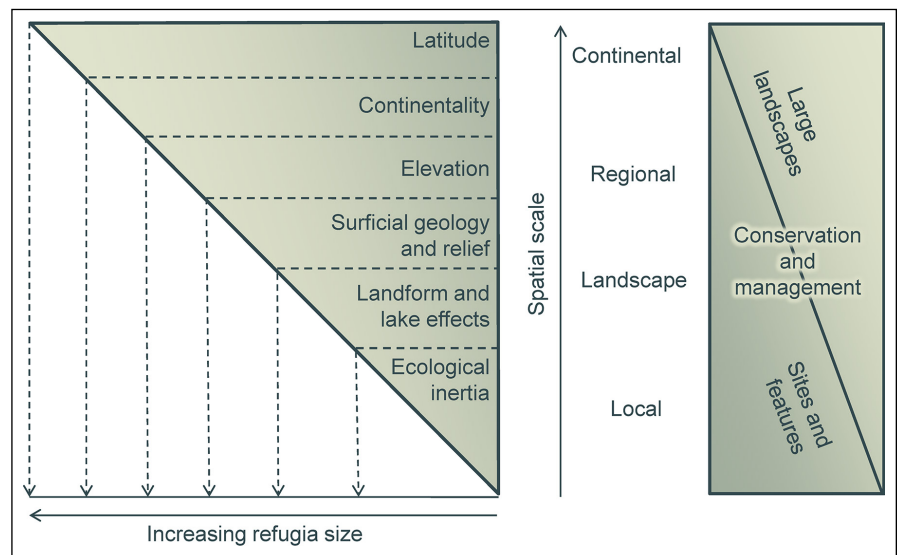 Latitude
Continentality
Elevation
Surficial geology
and relief
Landform and
lake effects
Ecological
inertia
Increasing refugia size
Spatial scale
Continental
Regional
Landscape
Local
Large
landscapes
Conservation
and
management
Sites and
features